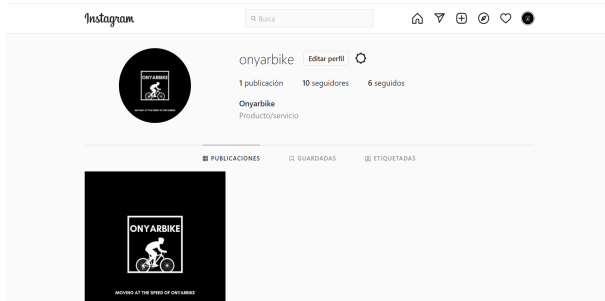 Instagram
Busca
onyarbike Editar perfil
1 publicación 10 seguidores 6 seguidos
Onyarbike
Producto/servicio
ONYARBIKE
MOVING AT THE SPEED OF ONYARBIKE
PUBLICACIONES GUARDADAS ETIQUETADAS
ONYARBIKE
MOVING AT THE SPEED OF ONYARBIKE